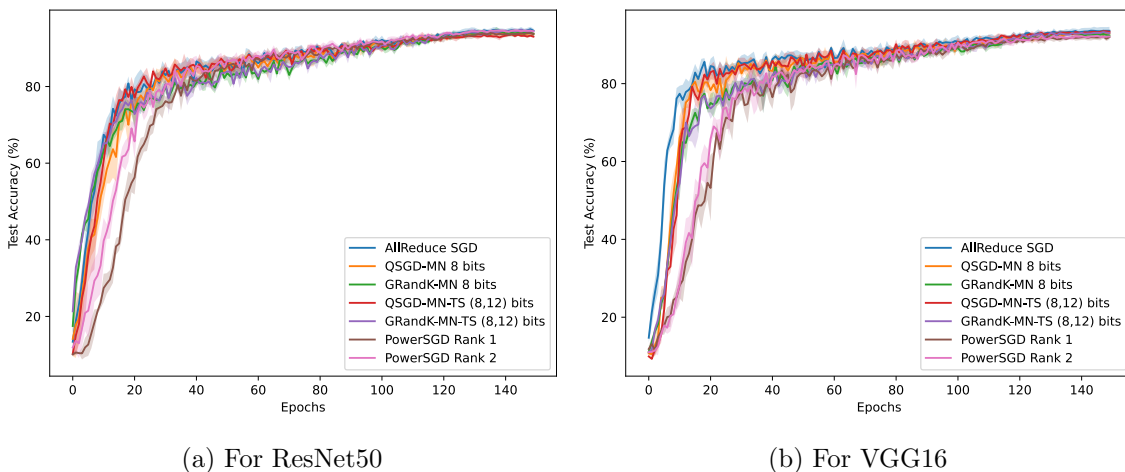 80
60
40
20
0 20 40 60 80 100 120 140
Test Accuracy (%)
Epochs
AllReduce SGD
QSGD-MN 8 bits
GRandK-MN 8 bits
QSGD-MN-TS (8,12) bits
GRandK-MN-TS (8,12) bits
PowerSGD Rank 1
PowerSGD Rank 2
(a) For ResNet50
80
60
40
20
0 20 40 60 80 100 120 140
Test Accuracy (%)
Epochs
AllReduce SGD
QSGD-MN 8 bits
GRandK-MN 8 bits
QSGD-MN-TS (8,12) bits
GRandK-MN-TS (8,12) bits
PowerSGD Rank 1
PowerSGD Rank 2
(b) For VGG16